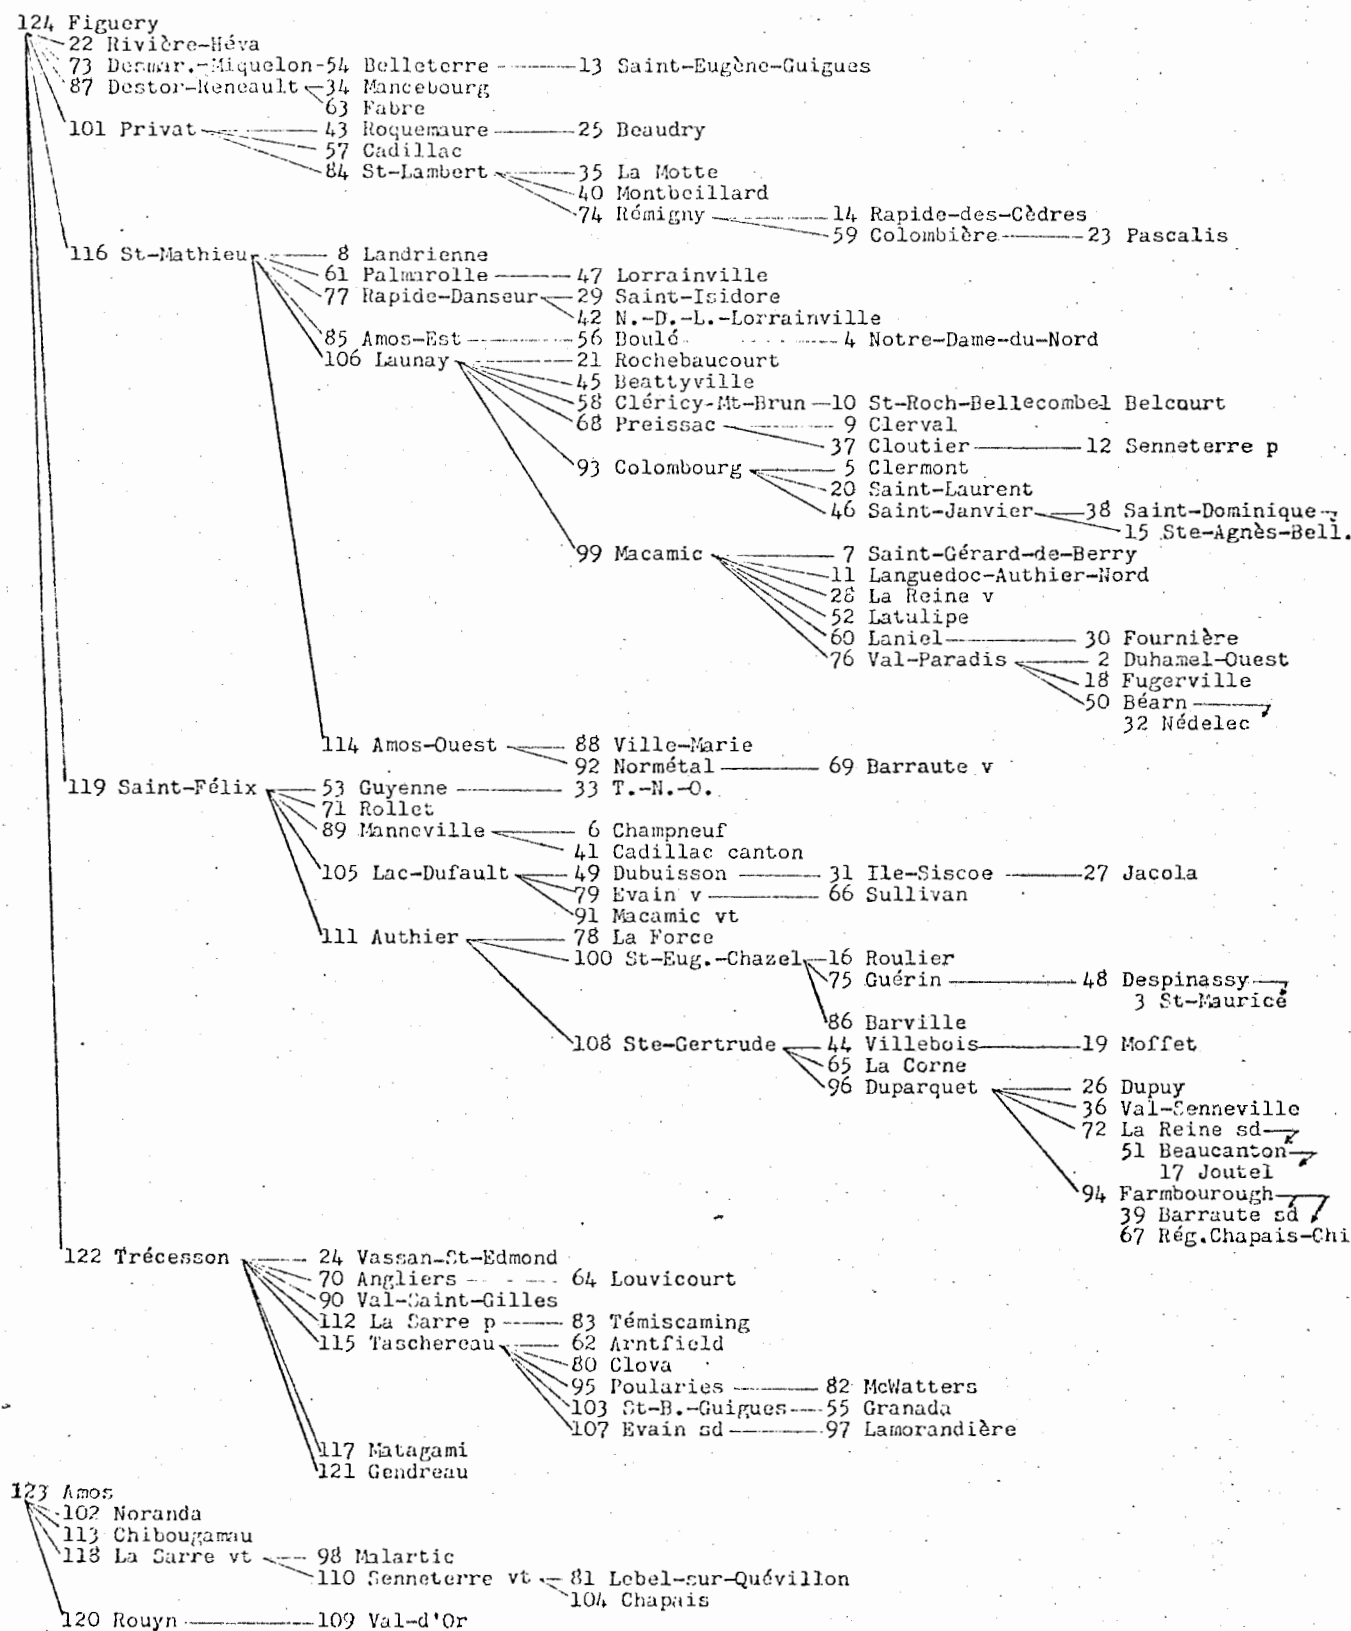 124 Figuery
22 Rivière-Héva
73 Desmar.-Miquelon-54 Belleterre 13 Saint-Eugène-Guigues
87 Destor-Reneault 34 Mancebourg
63 Fabre
101 Privat 43 Roquemaure 25 Beaudry
57 Cadillac
84 St-Lambert 35 La Motte
40 Montbeillard
74 Rémigny 14 Rapide-des-Cèdres
59 Colombière 23 Pascalis
116 St-Mathieu 8 Landrienne
61 Palmarolle 47 Lorrainville
77 Rapide-Danseur 29 Saint-Isidore
42 N.-D.-L.-Lorrainville
85 Amos-Est 56 Boulé 4 Notre-Dame-du-Nord
106 Launay 21 Rochebaucourt
45 Beattyville
58 Cléricy-Mt-Brun 10 St-Roch-Bellecombel Belcourt
68 Preissac 9 Clerval
37 Cloutier 12 Senneterre p
93 Colombourg 5 Clermont
20 Saint-Laurent
46 Saint-Janvier 38 Saint-Dominique
15 Ste-Agnès-Bell.
99 Macamic 7 Saint-Gérard-de-Berry
11 Languedoc-Authier-Nord
28 La Reine v
52 Latulipe
60 Laniel 30 Fournière
76 Val-Paradis 2 Duhamel-Ouest
18 Fugerville
50 Béarn
32 Nédelec
114 Amos-Ouest 88 Ville-Marie
92 Normétal 69 Barraute v
119 Saint-Félix 53 Guyenne 33 T.-N.-O.
71 Rollet
89 Manneville 6 Champneuf
41 Cadillac canton
105 Lac-Dufault 49 Dubuisson 31 Ile-Siscoe 27 Jacola
79 Evain v 66 Sullivan
91 Macamic vt
111 Authier 78 La Force
100 St-Eug.-Chazel 16 Roulier
75 Guérin 48 Despinassy
3 St-Maurice
86 Barville
108 Ste-Gertrude 44 Villebois 19 Moffet
65 La Corne
96 Duparquet 26 Dupuy
36 Val-Senneville
72 La Reine sd
51 Beaucanton
17 Joutel
94 Farmbourough
39 Barraute sd
67 Rég.Chapais-Chi
122 Trécesson 24 Vassan-St-Edmond
70 Angliers 64 Louvicourt
90 Val-Saint-Gilles
112 La Sarre p 83 Témiscaming
115 Taschereau 62 Arntfield
80 Clova
95 Poularies 82 McWatters
103 St-B.-Guigues 55 Granada
107 Evain sd 97 Lamorandière
117 Matagami
121 Gendreau
123 Amos
102 Noranda
113 Chibougamau
118 La Sarre vt 98 Malartic
110 Senneterre vt 81 Lebel-sur-Quévillon
104 Chapais
120 Rouyn 109 Val-d'Or